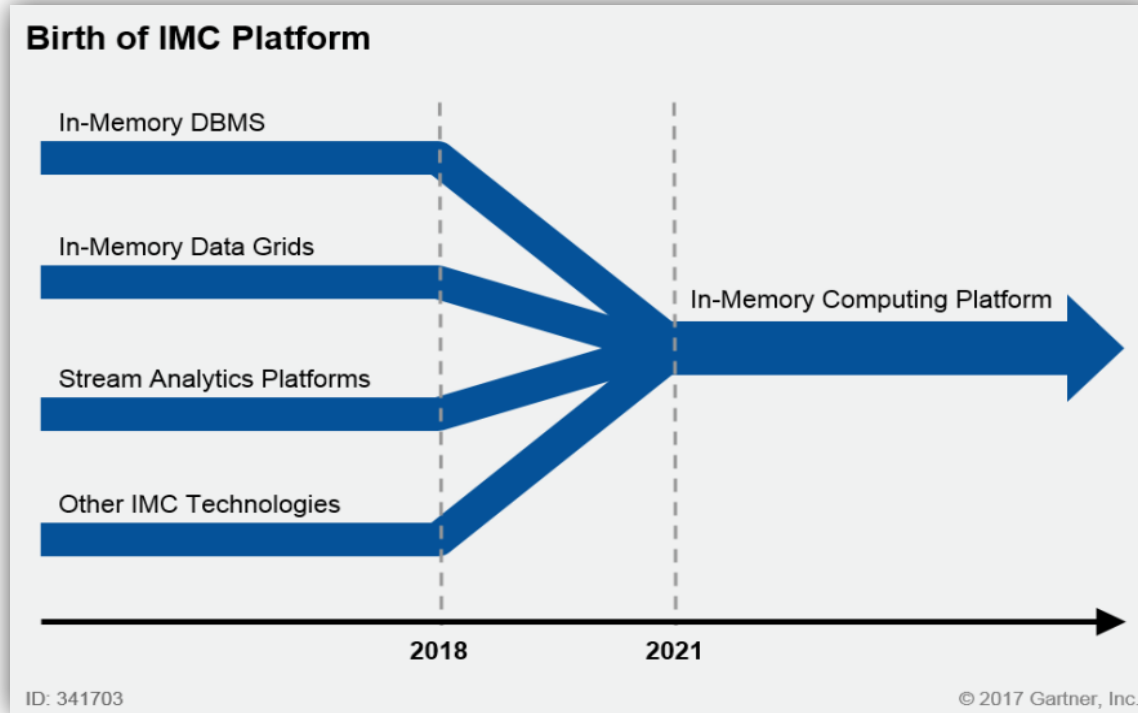 Birth of IMC Platform
In-Memory DBMS
In-Memory Data Grids
In-Memory Computing Platform
Stream Analytics Platforms
Other IMC Technologies
2018
2021
ID: 341703
© 2017 Gartner, Inc.